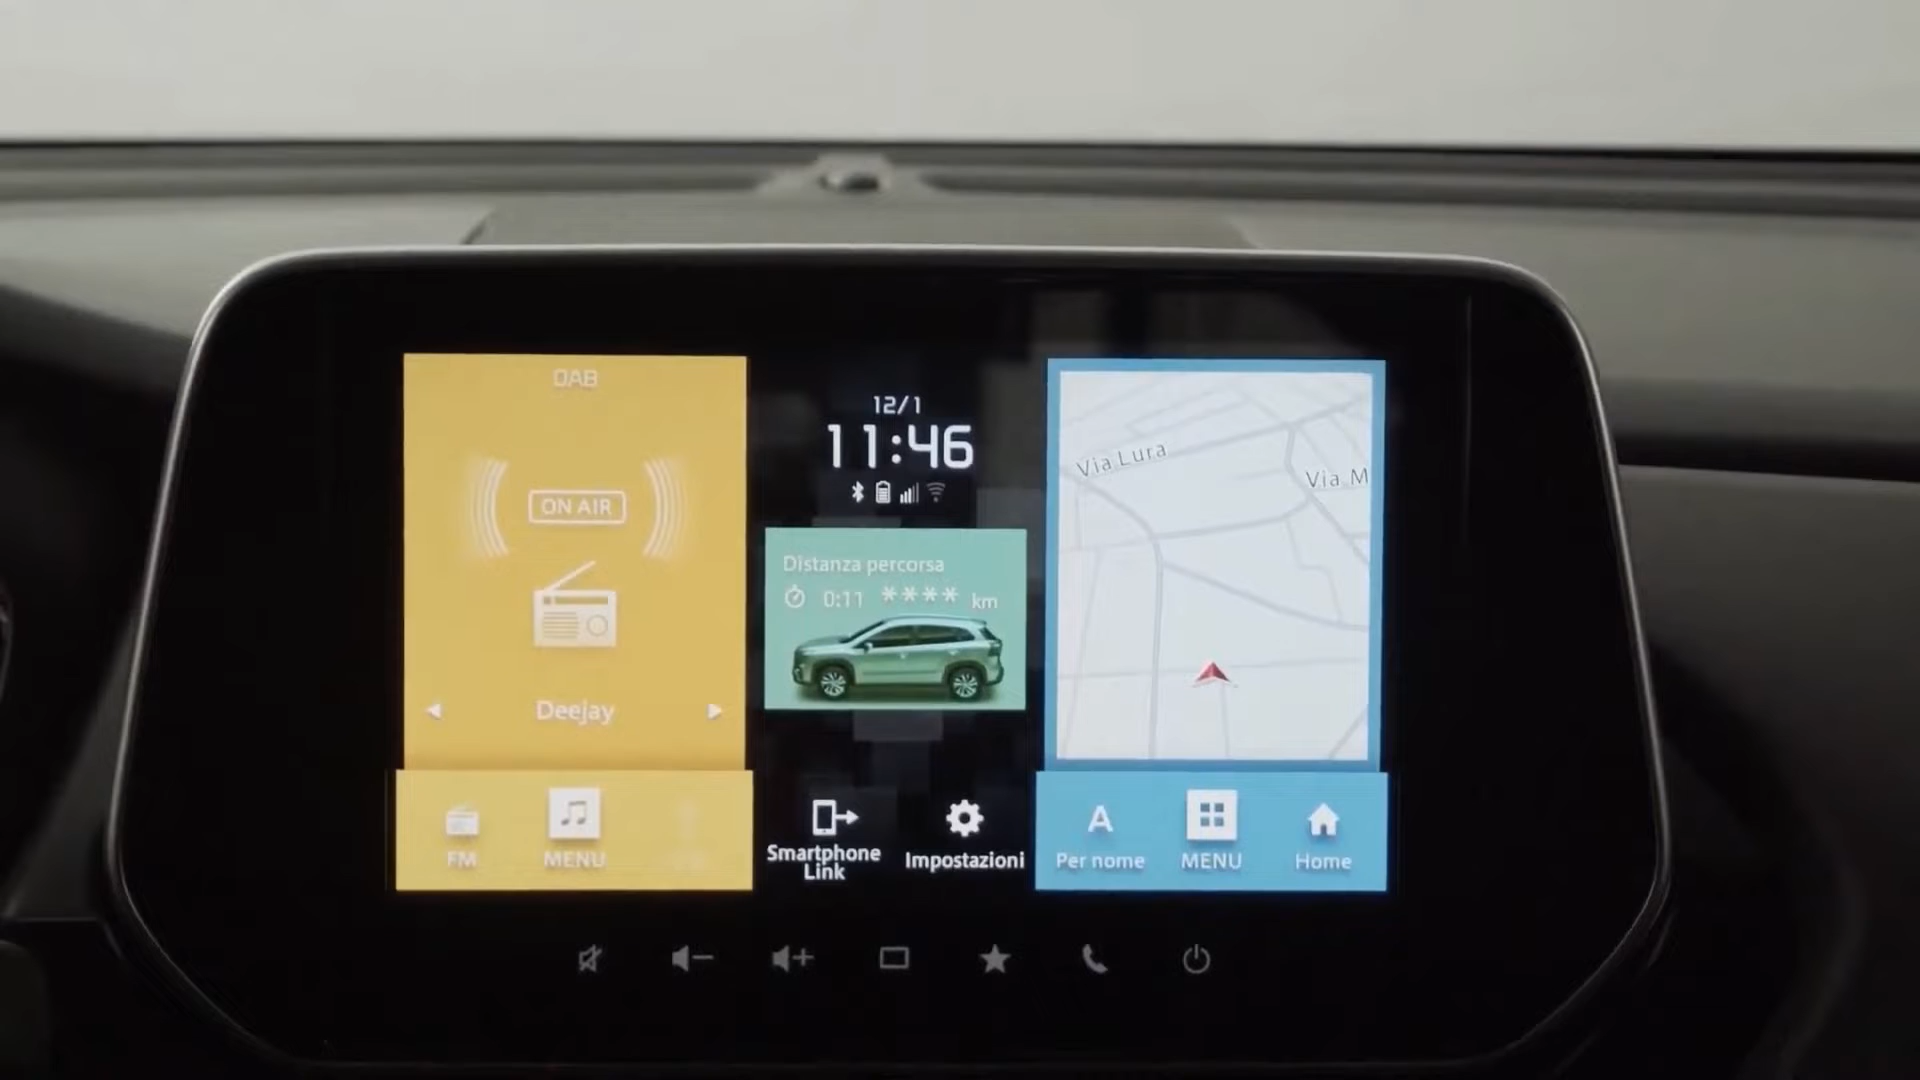 DAB
ON AIR
Deejay
FM
MENU
12/1
11:46
Distanza percorsa
0:11 **** km
Smartphone
Link
Impostazioni
Via Lura
Via M
Per nome
MENU
Home